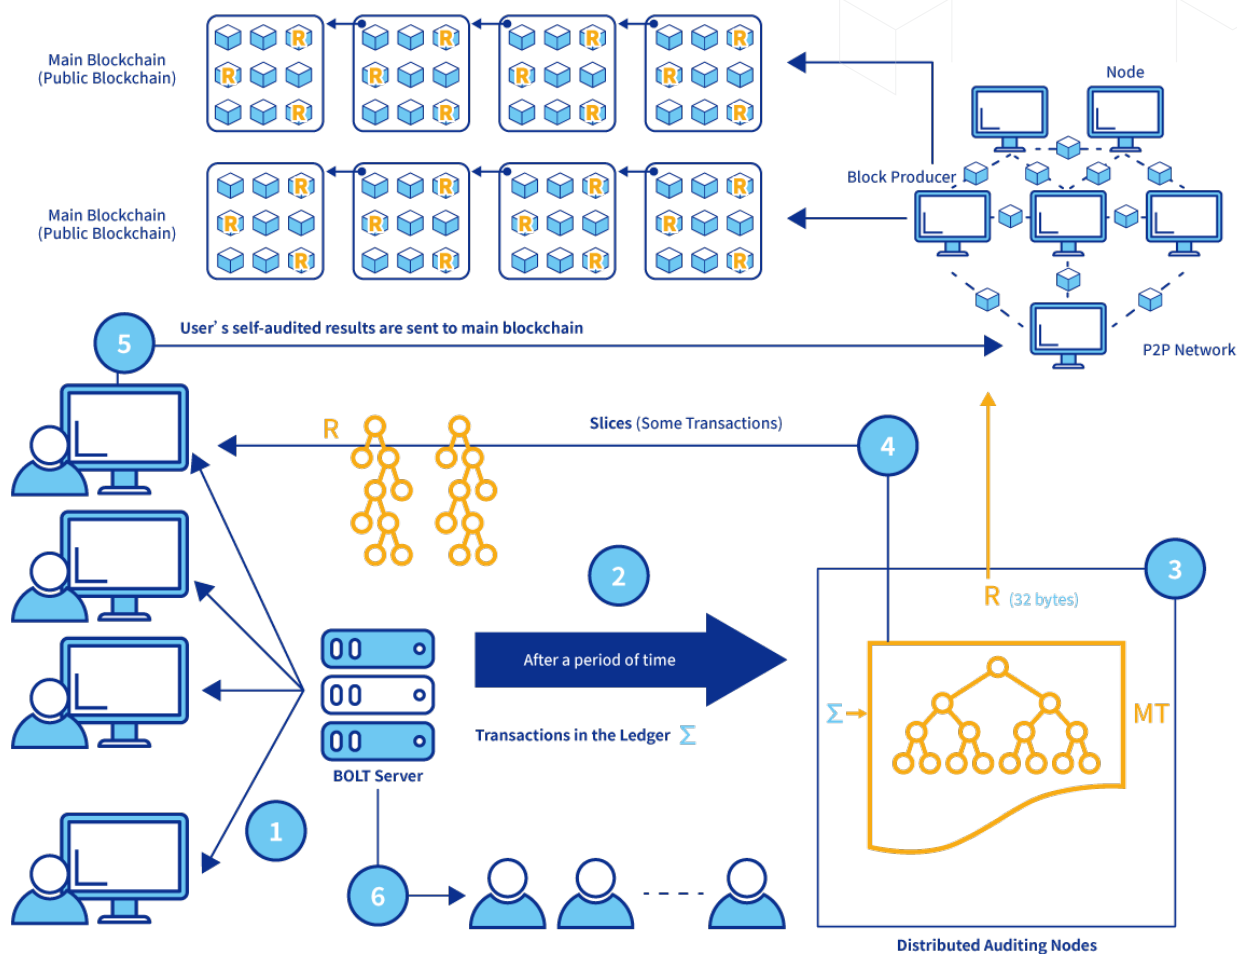 Main Blockchain
(Public Blockchain)
R R R R
R R R R
R R R R
Node
Block Producer
Main Blockchain
(Public Blockchain)
R R R R
R R R R
R R R R
P2P Network
5
User's self-audited results are sent to main blockchain
R
Slices (Some Transactions)
4
2
3
R (32 bytes)
After a period of time
Σ
MT
Transactions in the Ledger Σ
BOLT Server
1
6
Distributed Auditing Nodes